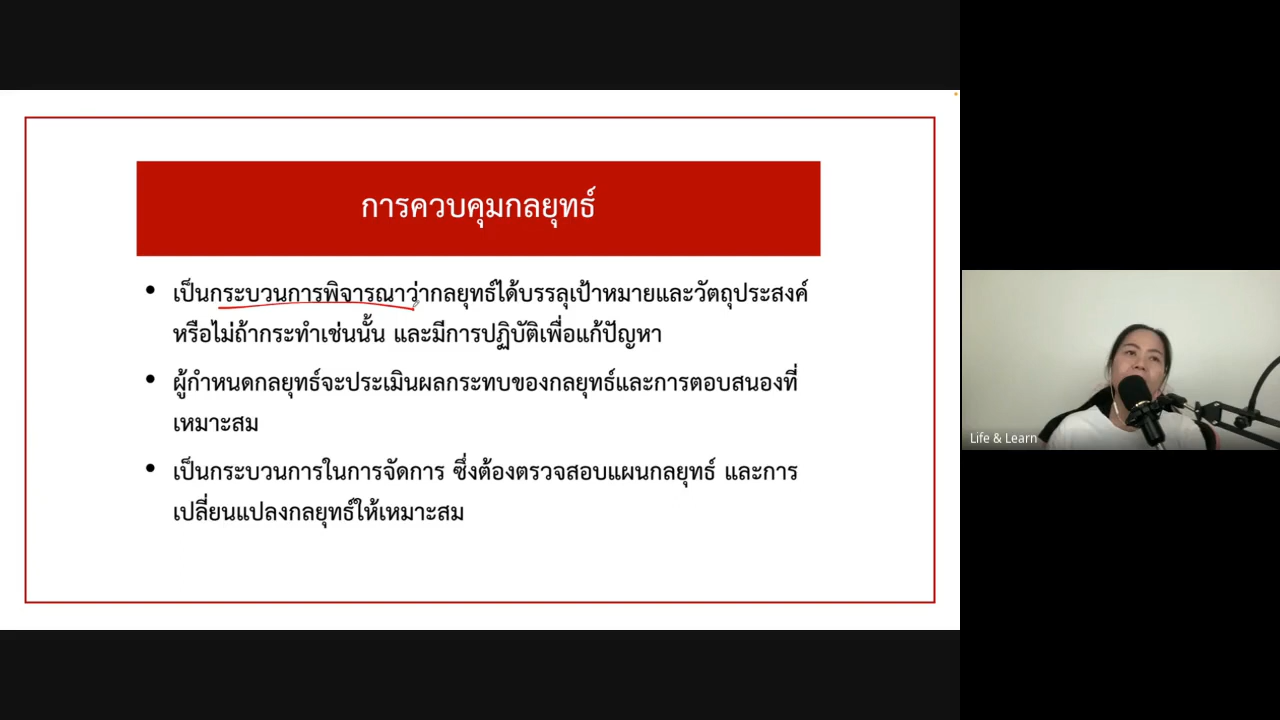 การควบคุมกลยุทธ์
• เป็นกระบวนการพิจารณาว่ากลยุทธ์ได้บรรลุเป้าหมายและวัตถุประสงค์
หรือไม่ถ้ากระทำเช่นนั้น และมีการปฏิบัติเพื่อแก้ปัญหา
• ผู้กำหนดกลยุทธ์จะประเมินผลกระทบของกลยุทธ์และการตอบสนองที่
เหมาะสม
• เป็นกระบวนการในการจัดการ ซึ่งต้องตรวจสอบแผนกลยุทธ์ และการ
เปลี่ยนแปลงกลยุทธ์ให้เหมาะสม
Life & Learn